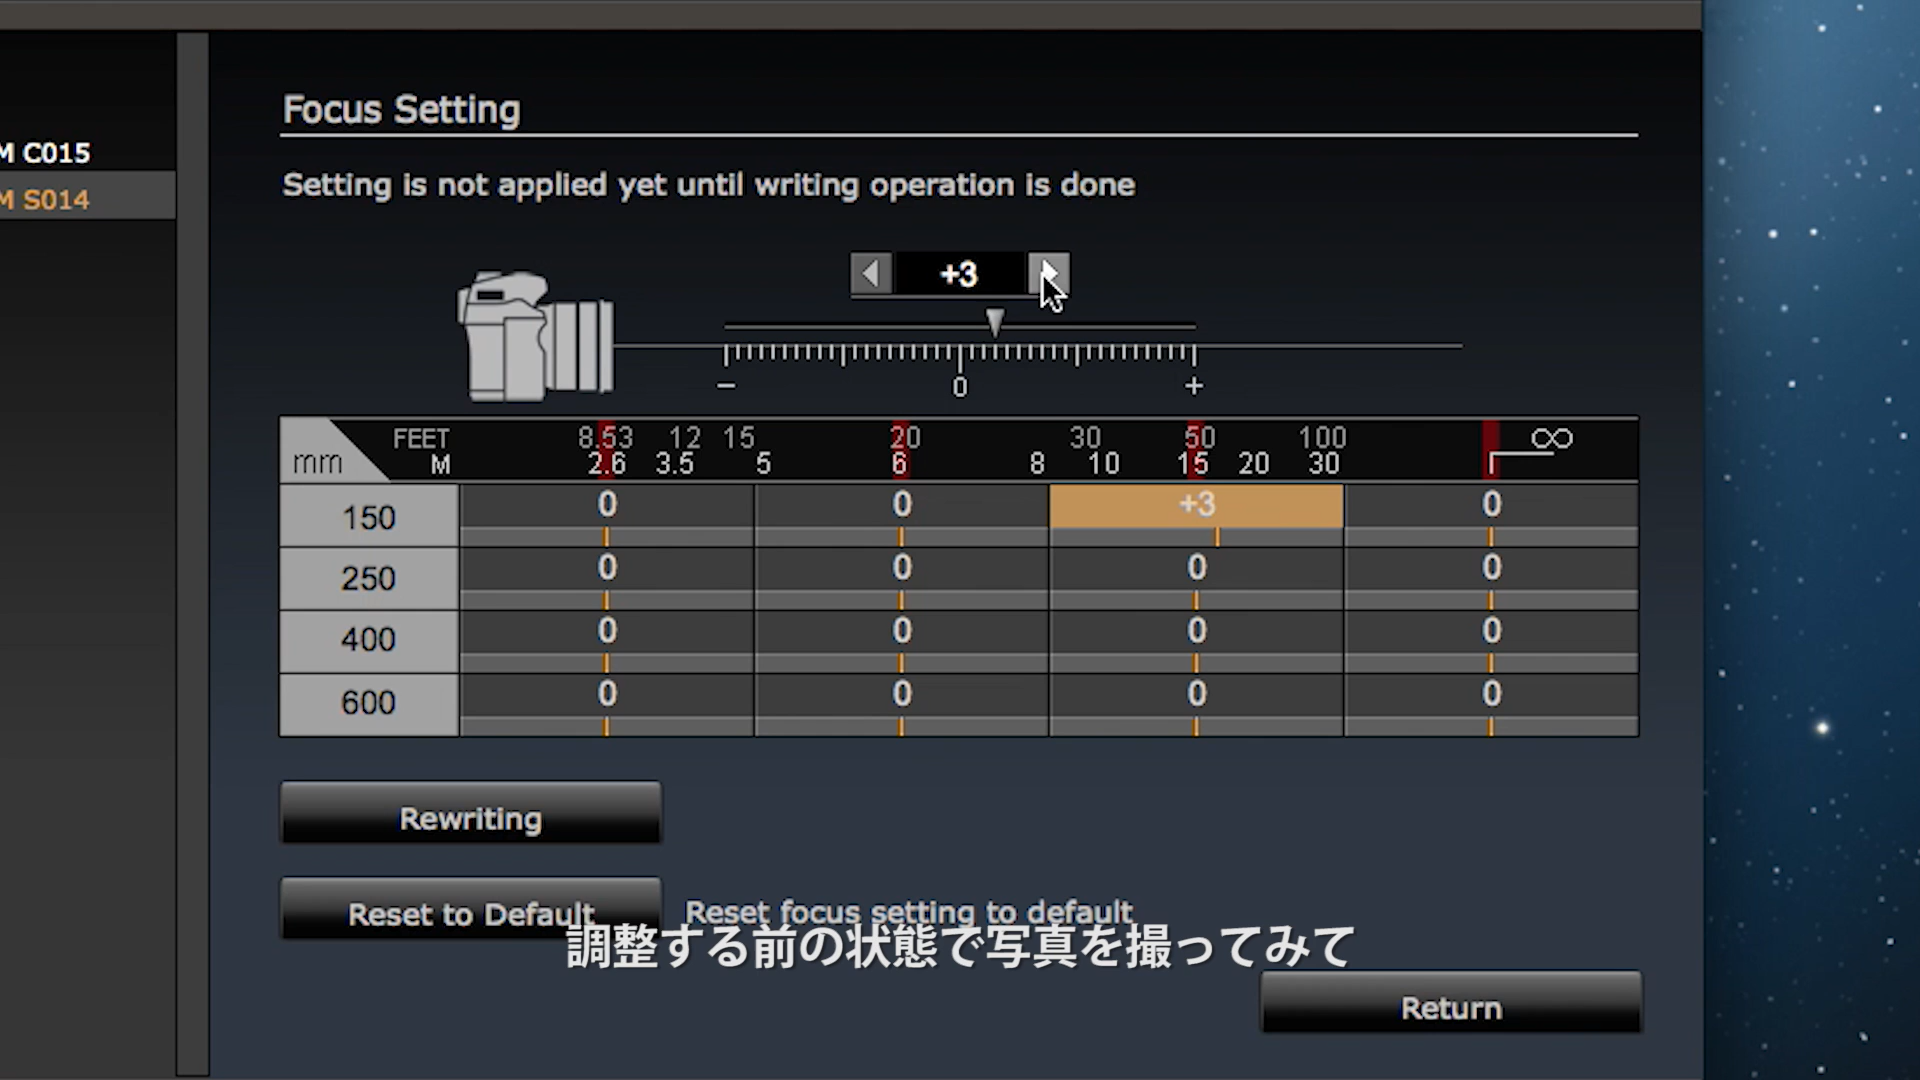 Focus Setting
M C015
M S014
Setting is not applied yet until writing operation is done
+3
− 0 +
mm FEET 8.53 12 15 20 30 50 100 ∞
M 2.6 3.5 5 6 8 10 15 20 30
150 0 0 +3 0
250 0 0 0 0
400 0 0 0 0
600 0 0 0 0
Rewriting
Reset to Default Reset focus setting to default
調整する前の状態で写真を撮ってみて
Return